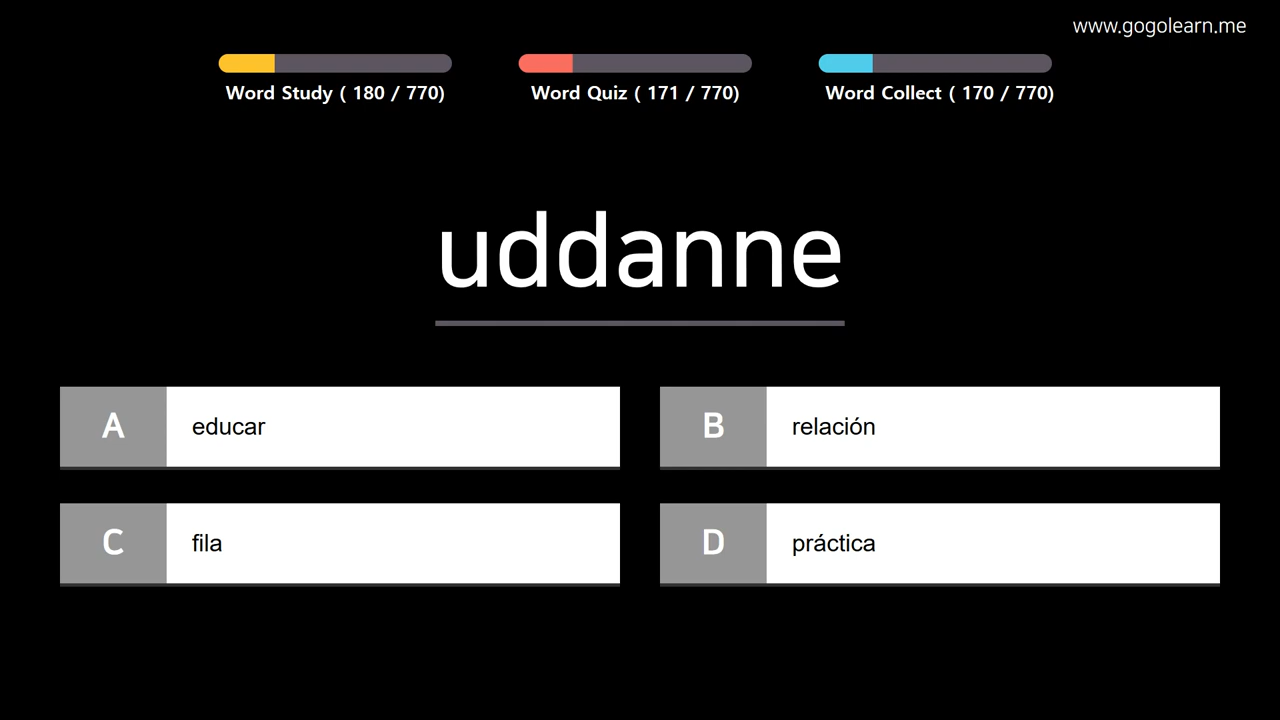 www.gogolearn.me
Word Study ( 180 / 770)
Word Quiz ( 171 / 770)
Word Collect ( 170 / 770)
uddanne
A educar
B relación
C fila
D práctica